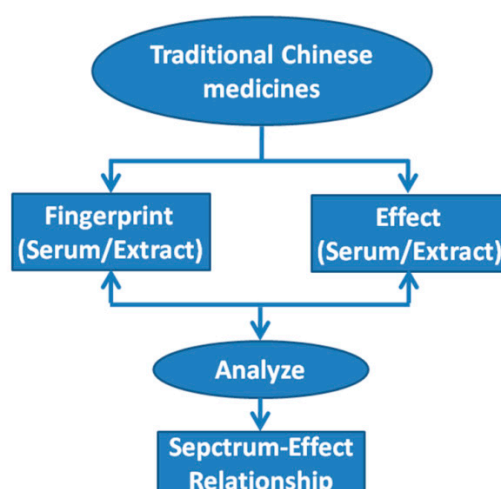 Traditional Chinese
medicines
Fingerprint
(Serum/Extract)
Effect
(Serum/Extract)
Analyze
Sepctrum-Effect
Relationship